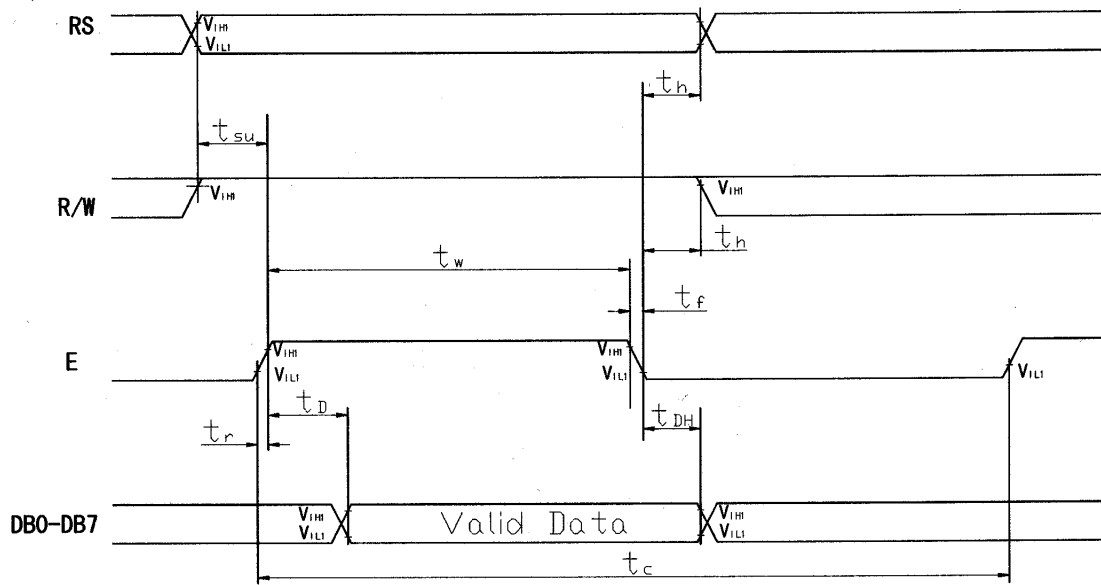 RS
VIH1
VIL1
th
tsu
R/W
VIH1
VIH1
th
tw
tf
E
VIH1
VIL1
VIH1
VIL1
VIL1
tD
tr
tDH
DB0-DB7
VIH1
VIL1
Valid Data
VIH1
VIL1
tc